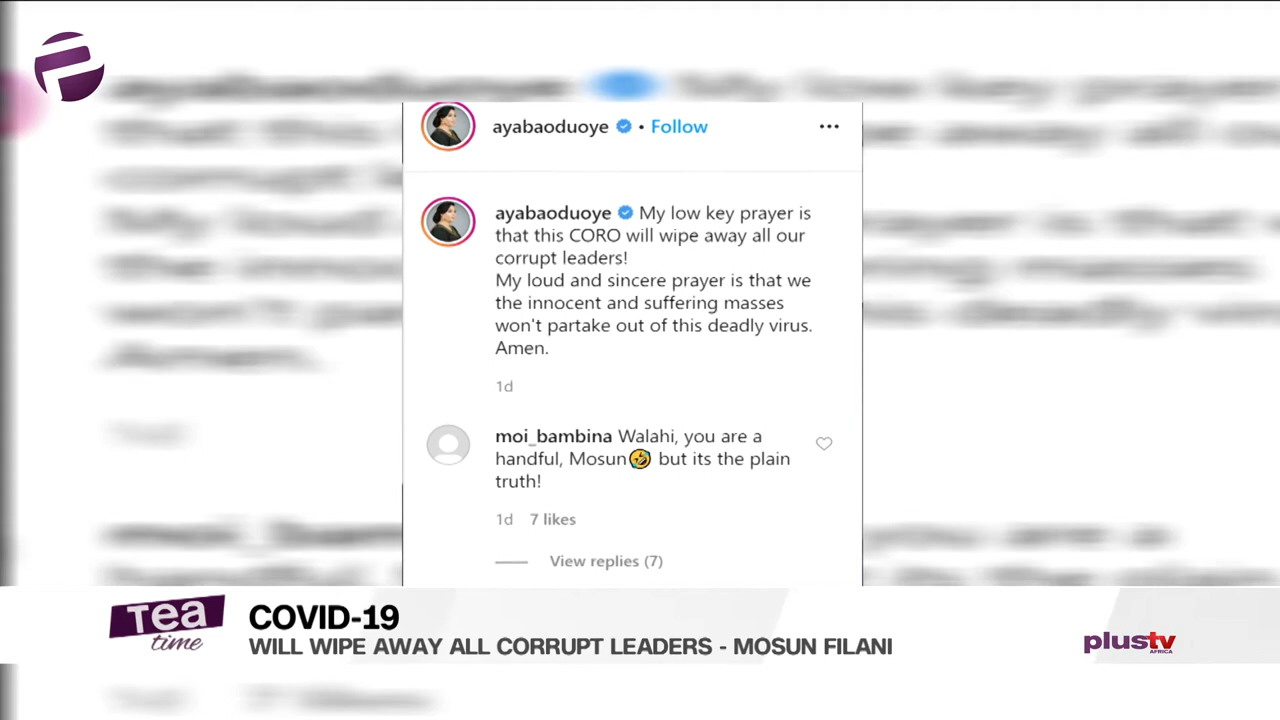 ayabaoduoye • Follow
ayabaoduoye My low key prayer is
that this CORO will wipe away all our
corrupt leaders!
My loud and sincere prayer is that we
the innocent and suffering masses
won't partake out of this deadly virus.
Amen.
1d
moi_bambina Walahi, you are a
handful, Mosun🤣 but its the plain
truth!
1d 7 likes
View replies (7)
Tea
time
COVID-19
WILL WIPE AWAY ALL CORRUPT LEADERS - MOSUN FILANI
plustv
AFRICA